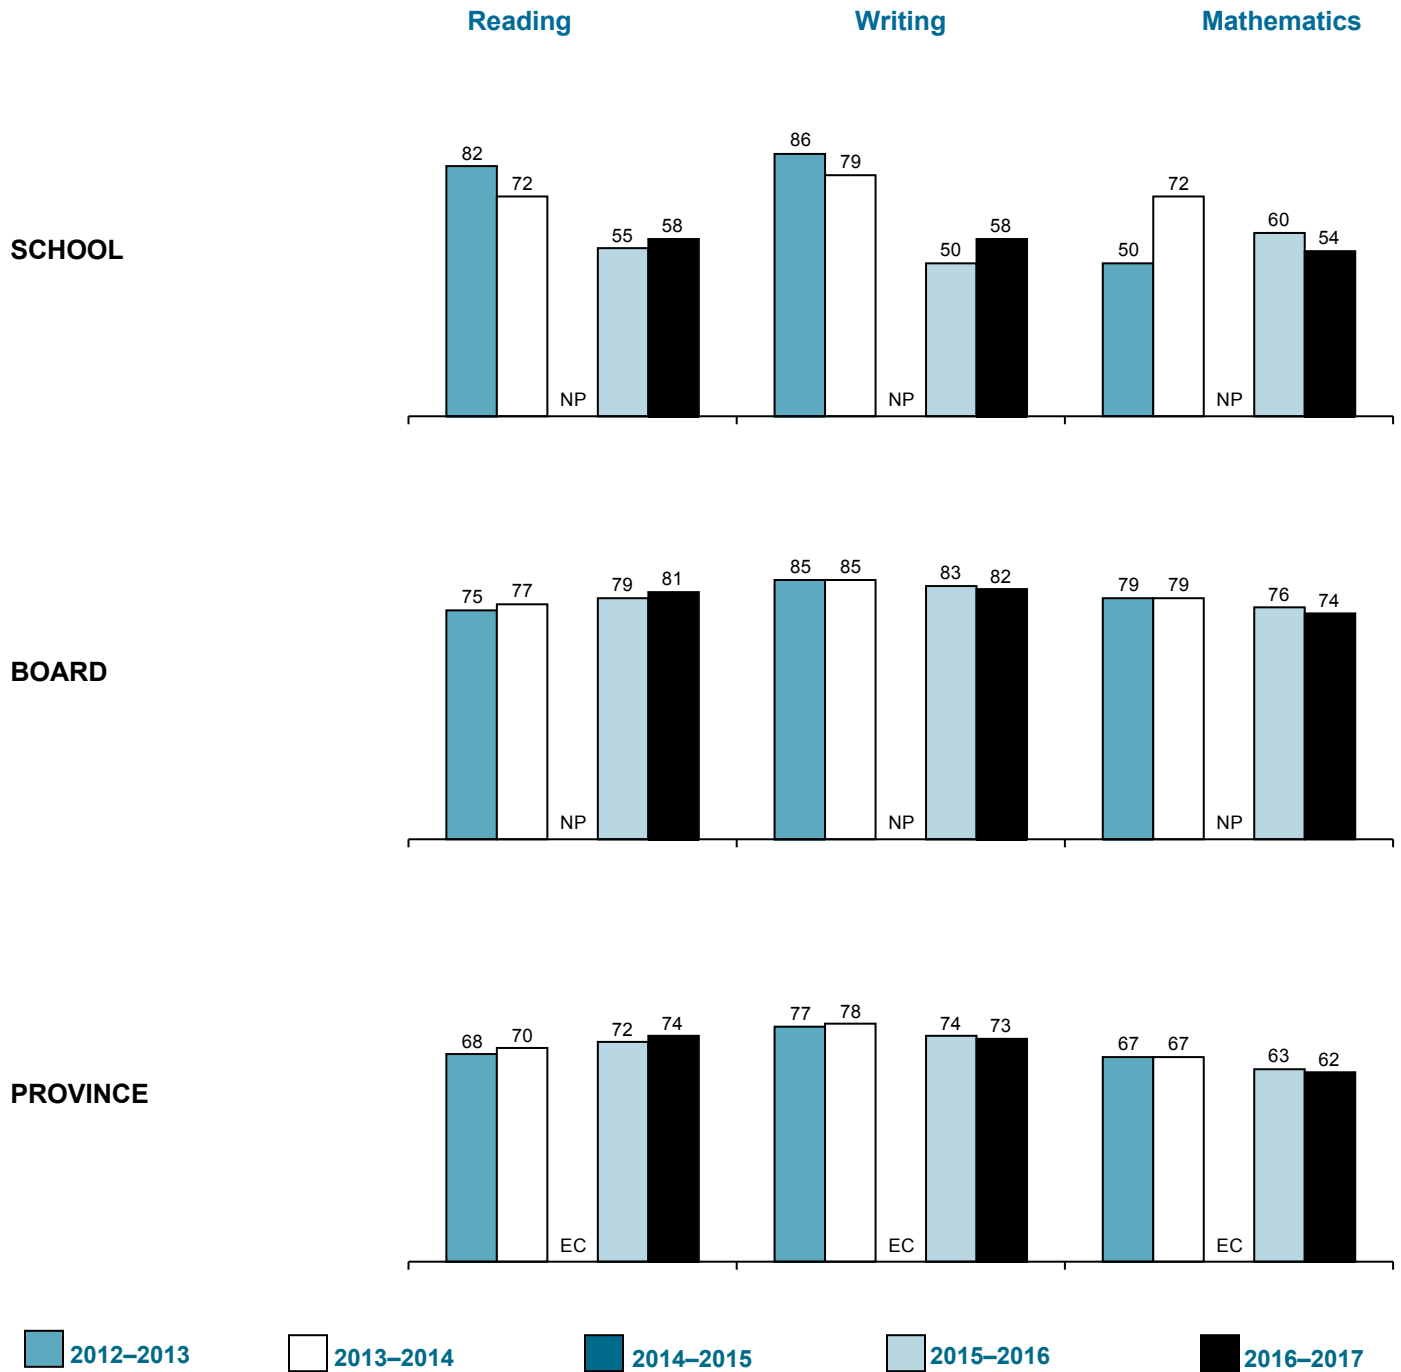 Reading Writing Mathematics
SCHOOL
82 72 NP 55 58 86 79 NP 50 58 50 72 NP 60 54
BOARD
75 77 NP 79 81 85 85 NP 83 82 79 79 NP 76 74
PROVINCE
68 70 EC 72 74 77 78 EC 74 73 67 67 EC 63 62
2012–2013 2013–2014 2014–2015 2015–2016 2016–2017